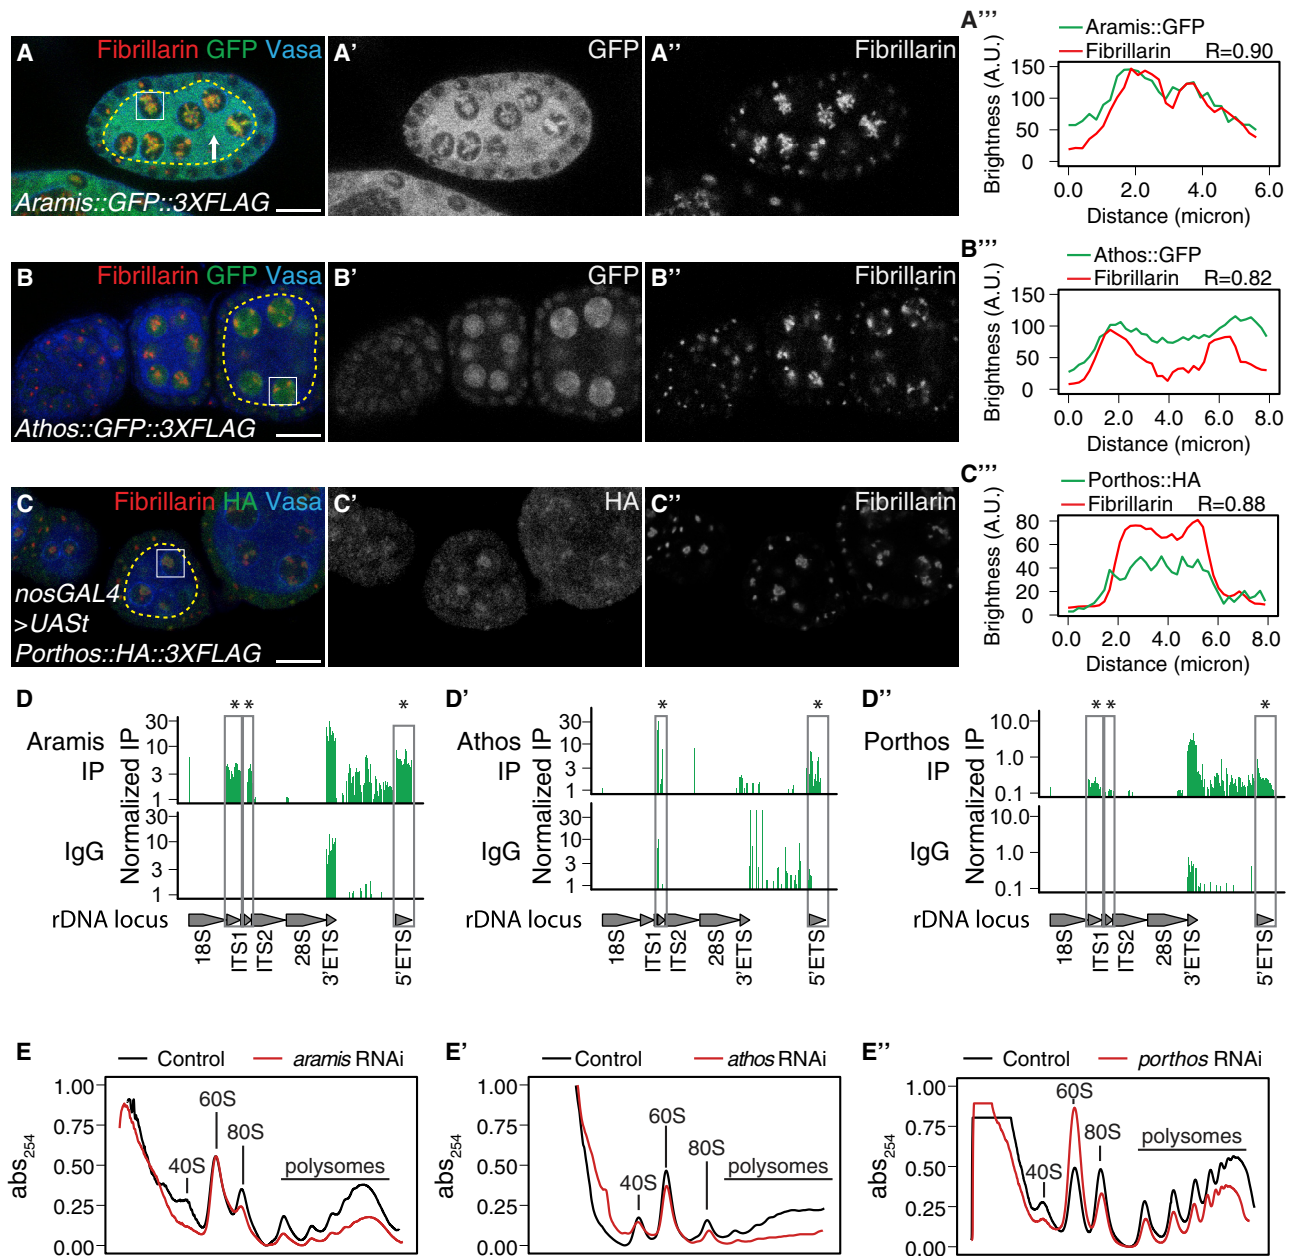 A Fibrillarin GFP Vasa
Aramis::GFP::3XFLAG
A' GFP
A'' Fibrillarin
A'''
Aramis::GFP
Fibrillarin R=0.90
Brightness (A.U.)
150
100
50
0
0.0 2.0 4.0 6.0
Distance (micron)
B Fibrillarin GFP Vasa
Athos::GFP::3XFLAG
B' GFP
B'' Fibrillarin
B'''
Athos::GFP
Fibrillarin R=0.82
Brightness (A.U.)
150
100
50
0
0.0 2.0 4.0 6.0 8.0
Distance (micron)
C Fibrillarin HA Vasa
nosGAL4
>UASt
Porthos::HA::3XFLAG
C' HA
C'' Fibrillarin
C'''
Porthos::HA
Fibrillarin R=0.88
Brightness (A.U.)
80
60
40
20
0
0.0 2.0 4.0 6.0 8.0
Distance (micron)
D
** *
Aramis
IP
IgG
Normalized IP
30
10
3
1
30
10
3
1
rDNA locus
18S
ITS1
ITS2
28S
3'ETS
5'ETS
D'
* *
Athos
IP
IgG
Normalized IP
30
10
3
1
30
10
3
1
rDNA locus
18S
ITS1
ITS2
28S
3'ETS
5'ETS
D''
** *
Porthos
IP
IgG
Normalized IP
10.0
1.0
0.1
10.0
1.0
0.1
rDNA locus
18S
ITS1
ITS2
28S
3'ETS
5'ETS
E
Control aramis RNAi
abs254
1.00
0.75
0.50
0.25
0.00
40S
60S
80S
polysomes
E'
Control athos RNAi
1.00
0.75
0.50
0.25
0.00
abs254
40S
60S
80S
polysomes
E''
Control porthos RNAi
1.00
0.75
0.50
0.25
0.00
abs254
40S
60S
80S
polysomes